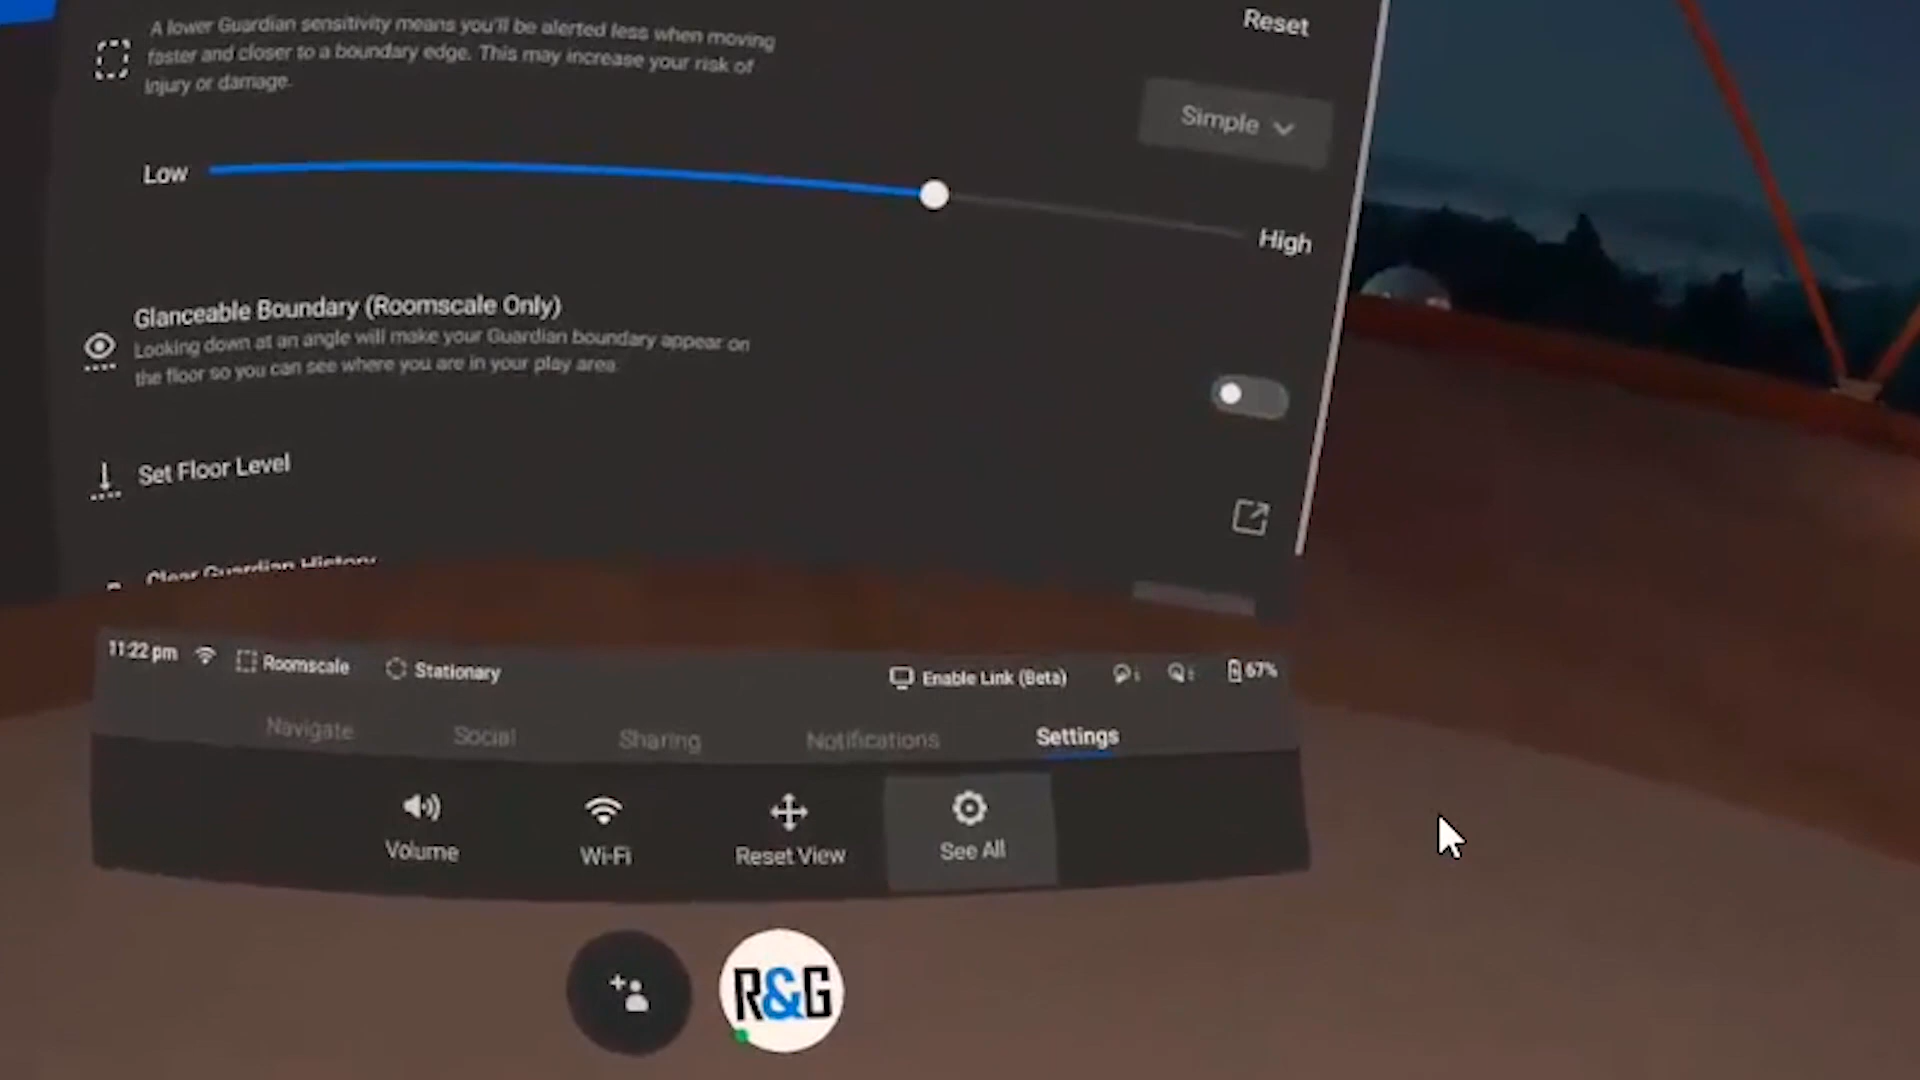 A lower Guardian sensitivity means you'll be alerted less when moving
faster and closer to a boundary edge. This may increase your risk of
injury or damage.
Reset
Simple
Low
High
Glanceable Boundary (Roomscale Only)
Looking down at an angle will make your Guardian boundary appear on
the floor so you can see where you are in your play area.
Set Floor Level
Clear Guardian History
11:22 pm Roomscale Stationary Enable Link (Beta) 67%
Navigate Social Sharing Notifications Settings
Volume Wi-Fi Reset View See All
R&G